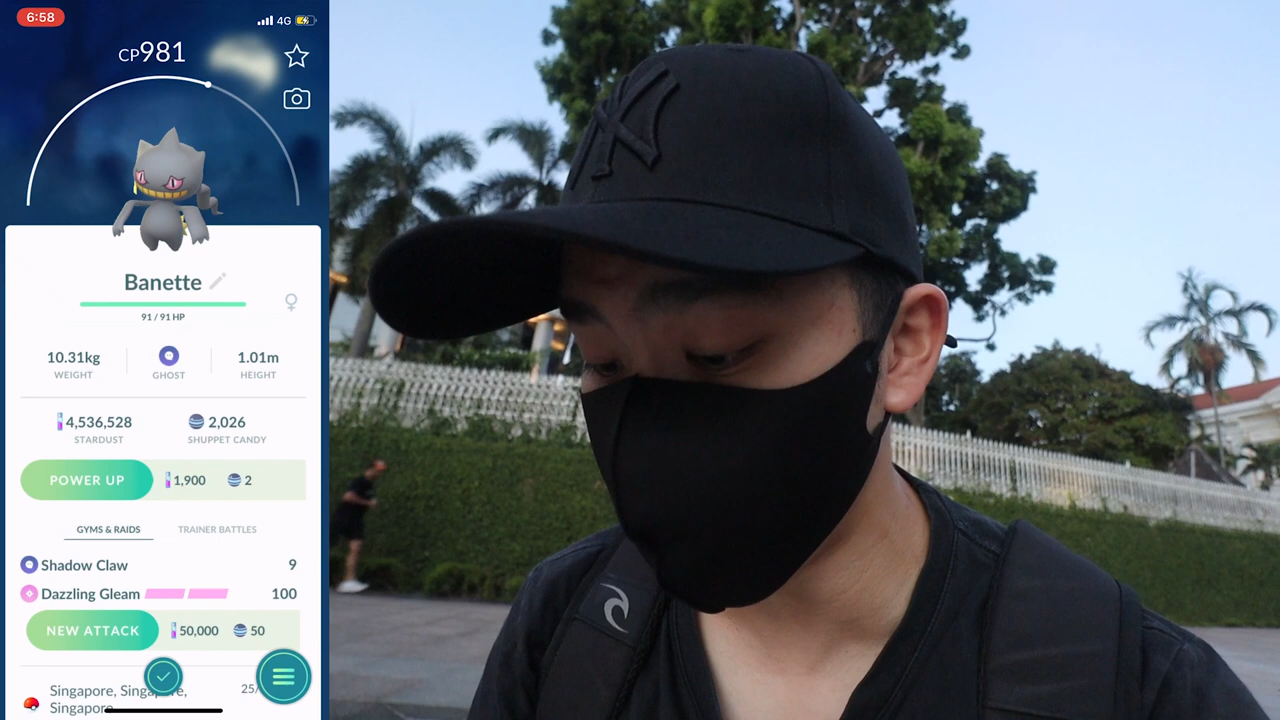 6:58
4G
CP981
Banette
91 / 91 HP
10.31kg
WEIGHT
GHOST
1.01m
HEIGHT
4,536,528
STARDUST
2,026
SHUPPET CANDY
POWER UP
1,900
2
GYMS & RAIDS
TRAINER BATTLES
Shadow Claw
9
Dazzling Gleam
100
NEW ATTACK
50,000
50
Singapore,
Singapore
25/
NY